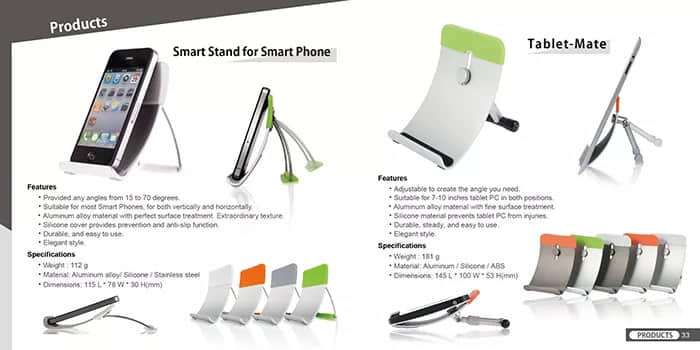 Products
Smart Stand for Smart Phone
Features
• Provided any angles from 15 to 70 degrees.
• Suitable for most Smart Phones, for both vertically and horizontally.
• Aluminum alloy material with perfect surface treatment. Extraordinary texture.
• Silicone cover provides prevention and anti-slip function.
• Durable, and easy to use.
• Elegant style.
Specifications
• Weight : 112 g
• Material: Aluminum alloy/ Silicone / Stainless steel
• Dimensions: 115 L * 76 W * 30 H(mm)
Tablet-Mate
Features
• Adjustable to create the angle you need.
• Suitable for 7-10 inches tablet PC in both positions.
• Aluminum alloy material with fine surface treatment.
• Silicone material prevents tablet PC from injuries.
• Durable, steady, and easy to use.
• Elegant style.
Specifications
• Weight : 181 g
• Material: Aluminum / Silicone / ABS
• Dimensions: 145 L * 100 W * 53 H(mm)
PRODUCTS 33